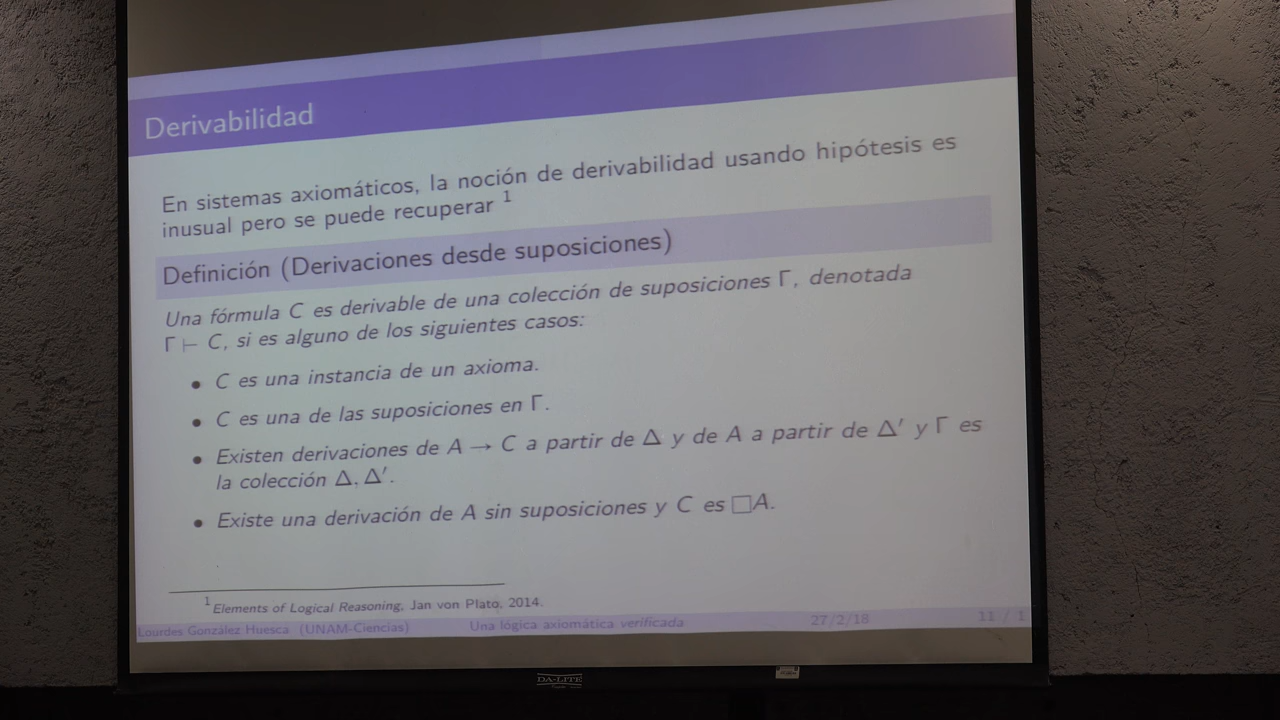 Derivabilidad
En sistemas axiomáticos, la noción de derivabilidad usando hipótesis es
inusual pero se puede recuperar 1
Definición (Derivaciones desde suposiciones)
Una fórmula C es derivable de una colección de suposiciones Γ, denotada
Γ ⊢ C, si es alguno de los siguientes casos:
• C es una instancia de un axioma.
• C es una de las suposiciones en Γ.
• Existen derivaciones de A → C a partir de Δ y de A a partir de Δ′ y Γ es
la colección Δ, Δ′.
• Existe una derivación de A sin suposiciones y C es □A.
1 Elements of Logical Reasoning, Jan von Plato, 2014.
Lourdes González Huesca (UNAM-Ciencias) Una lógica axiomática verificada 27/2/18 11 / 1
DA-LITE